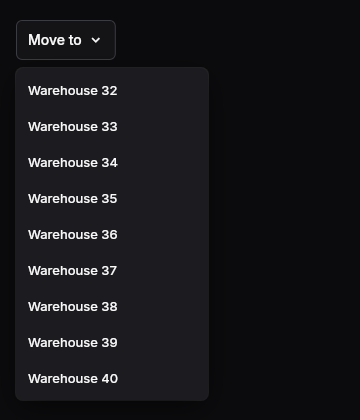 Move to
Warehouse 32
Warehouse 33
Warehouse 34
Warehouse 35
Warehouse 36
Warehouse 37
Warehouse 38
Warehouse 39
Warehouse 40